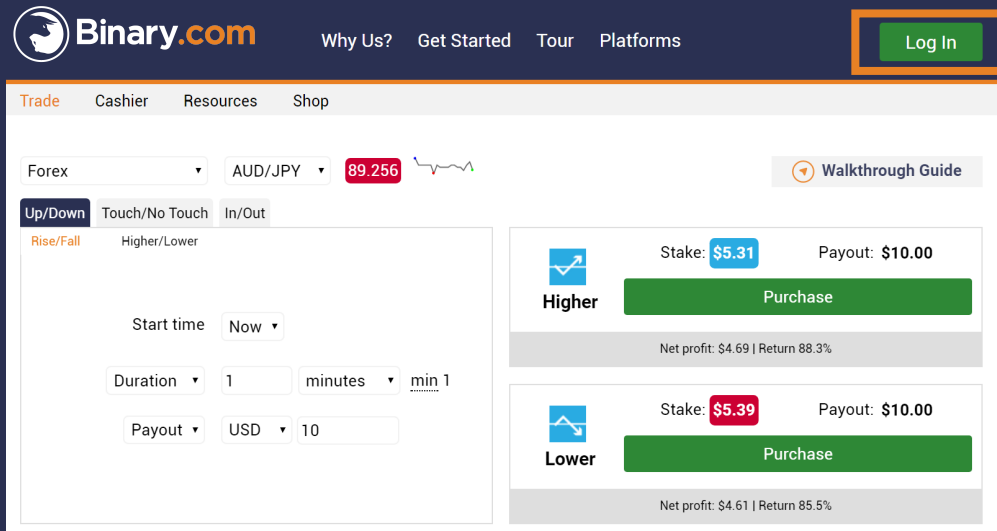 Binary.com
Why Us? Get Started Tour Platforms
Log In
Trade Cashier Resources Shop
Forex AUD/JPY 89.256
Walkthrough Guide
Up/Down Touch/No Touch In/Out
Rise/Fall Higher/Lower
Start time Now
Duration 1 minutes min 1
Payout USD 10
Stake: $5.31 Payout: $10.00
Higher
Purchase
Net profit: $4.69 | Return 88.3%
Stake: $5.39 Payout: $10.00
Lower
Purchase
Net profit: $4.61 | Return 85.5%